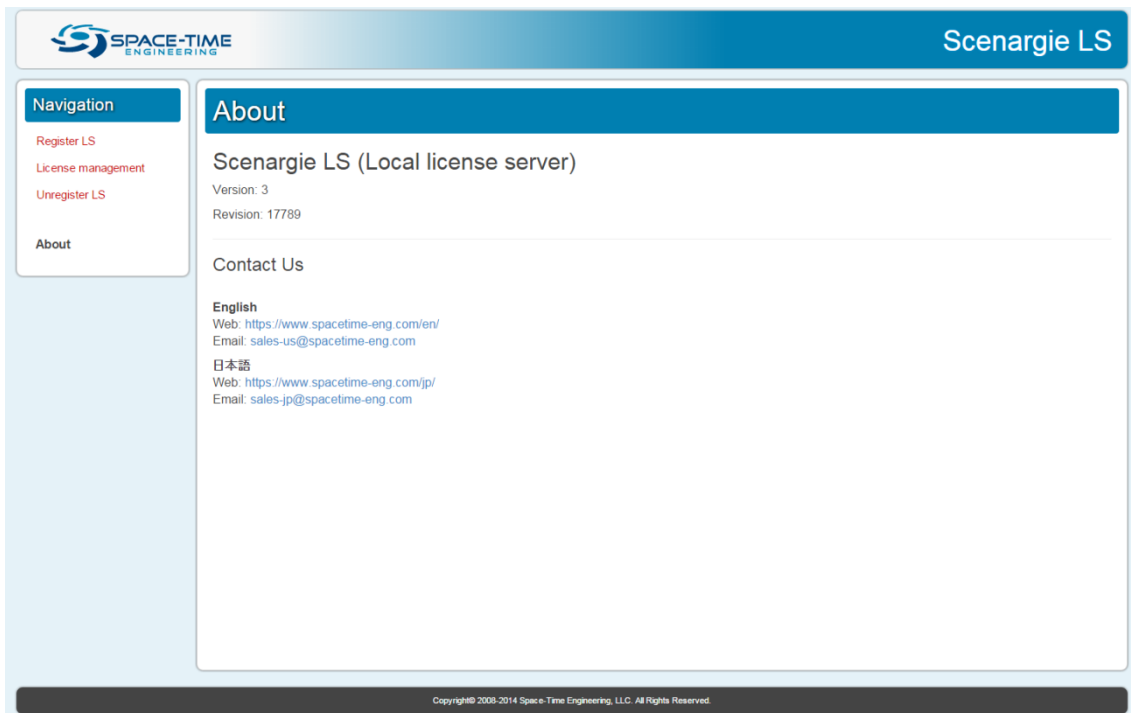 SPACE-TIME
ENGINEERING
Scenargie LS
Navigation
Register LS
License management
Unregister LS
About
About
Scenargie LS (Local license server)
Version: 3
Revision: 17789
Contact Us
English
Web: https://www.spacetime-eng.com/en/
Email: sales-us@spacetime-eng.com
日本語
Web: https://www.spacetime-eng.com/jp/
Email: sales-jp@spacetime-eng.com
Copyright© 2008-2014 Space-Time Engineering, LLC. All Rights Reserved.